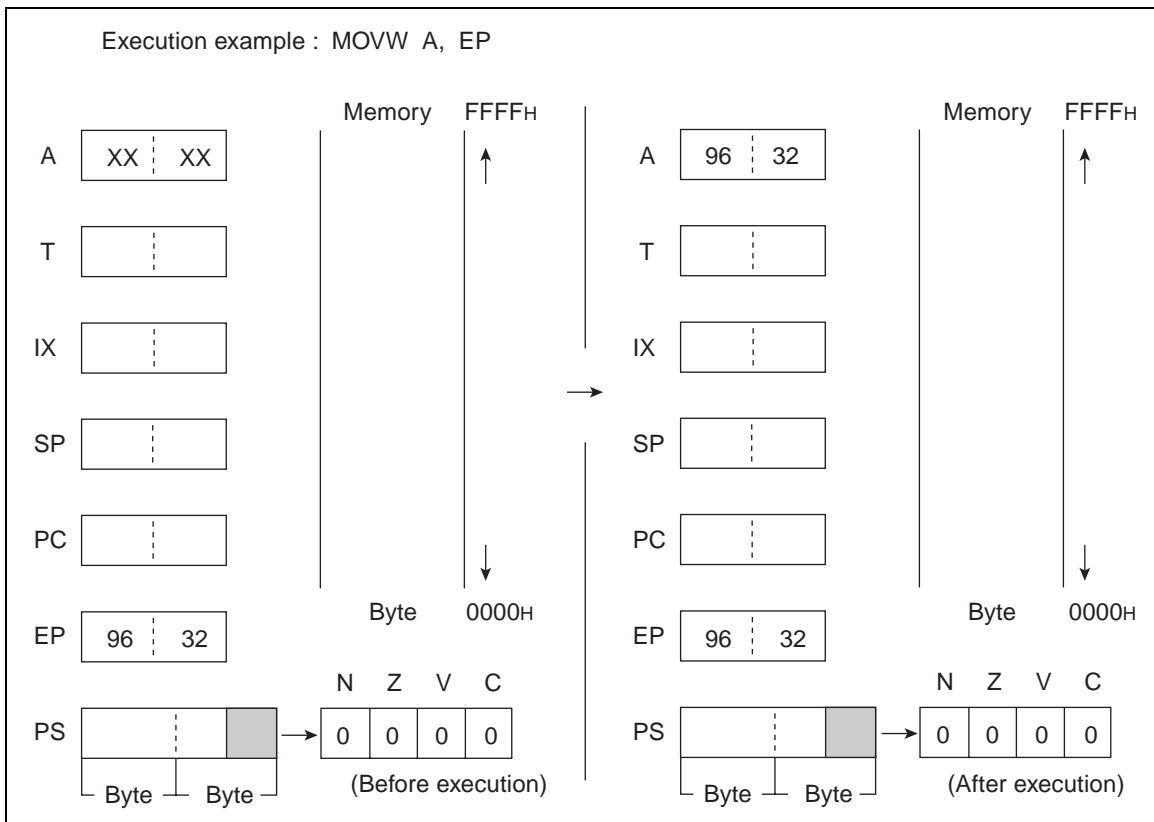 Execution example : MOVW A, EP
Memory FFFFH
A XX XX
T
IX
SP
PC
Byte 0000H
EP 96 32
N Z V C
PS 0 0 0 0
(Before execution)
Byte Byte
Memory FFFFH
A 96 32
T
IX
SP
PC
Byte 0000H
EP 96 32
N Z V C
PS 0 0 0 0
(After execution)
Byte Byte